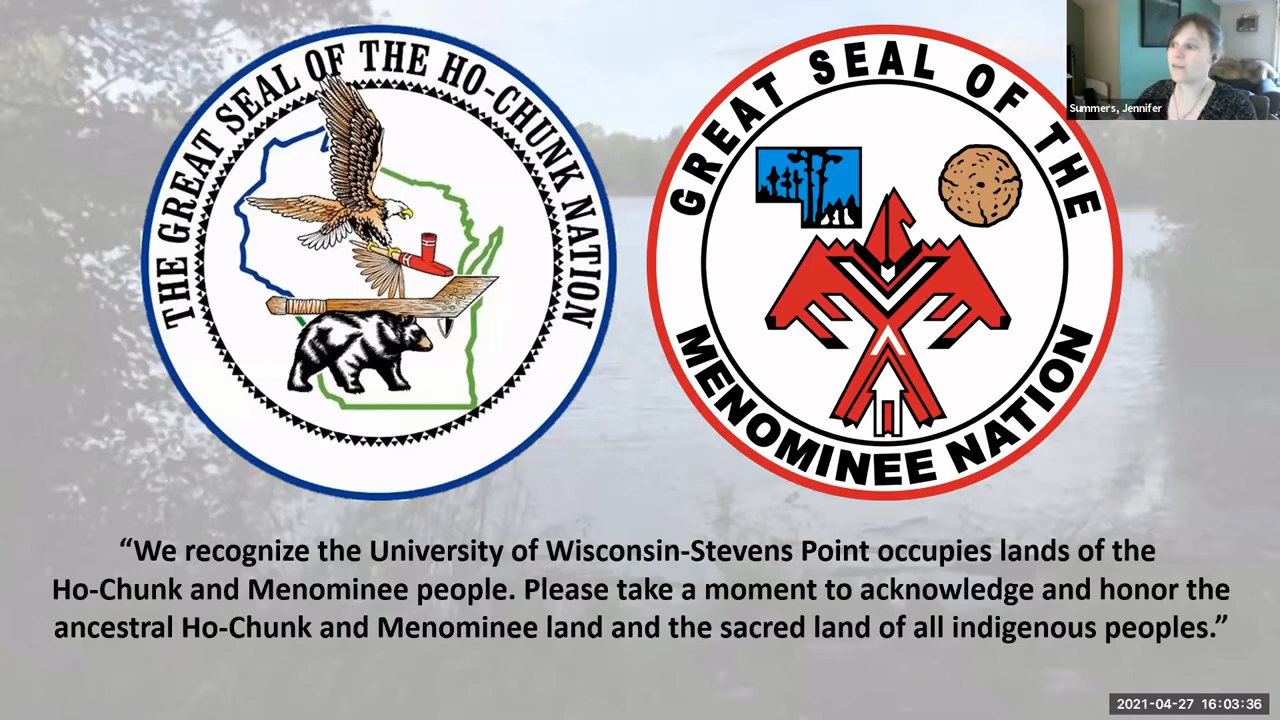 THE GREAT SEAL OF THE HO-CHUNK NATION
GREAT SEAL OF THE
MENOMINEE NATION
Summers, Jennifer
“We recognize the University of Wisconsin-Stevens Point occupies lands of the
Ho-Chunk and Menominee people. Please take a moment to acknowledge and honor the
ancestral Ho-Chunk and Menominee land and the sacred land of all indigenous peoples.”
2021-04-27 16:03:36